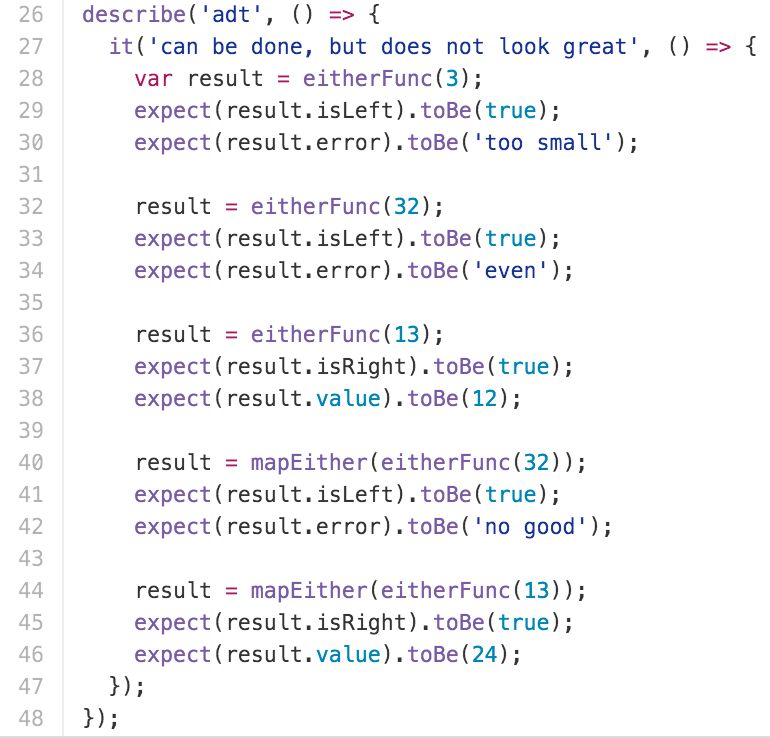 26 describe('adt', () => {
27   it('can be done, but does not look great', () => {
28     var result = eitherFunc(3);
29     expect(result.isLeft).toBe(true);
30     expect(result.error).toBe('too small');
31
32     result = eitherFunc(32);
33     expect(result.isLeft).toBe(true);
34     expect(result.error).toBe('even');
35
36     result = eitherFunc(13);
37     expect(result.isRight).toBe(true);
38     expect(result.value).toBe(12);
39
40     result = mapEither(eitherFunc(32));
41     expect(result.isLeft).toBe(true);
42     expect(result.error).toBe('no good');
43
44     result = mapEither(eitherFunc(13));
45     expect(result.isRight).toBe(true);
46     expect(result.value).toBe(24);
47   });
48 });